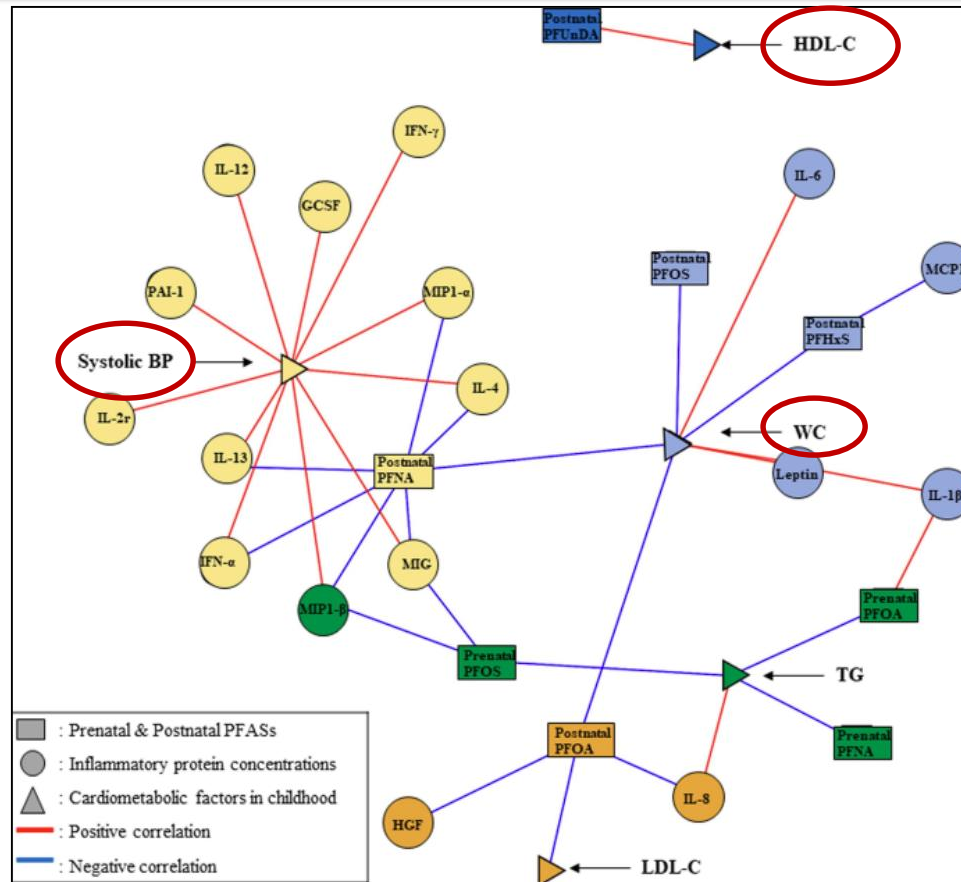 Postnatal
PFUnDA
HDL-C
IFN-γ
IL-12
IL-6
GCSF
Postnatal
PFOS
MCP1
PAI-1
MIP1-α
Postnatal
PFHxS
Systolic BP
IL-4
IL-2r
WC
IL-13
Postnatal
PFNA
Leptin
IL-1β
IFN-α
MIG
MIP1-β
Prenatal
PFOA
Prenatal
PFOS
TG
Postnatal
PFOA
Prenatal
PFNA
IL-8
HGF
LDL-C
: Prenatal & Postnatal PFASs
: Inflammatory protein concentrations
: Cardiometabolic factors in childhood
: Positive correlation
: Negative correlation